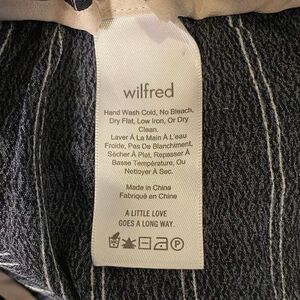 wilfred
Hand Wash Cold, No Bleach,
Dry Flat, Low Iron, Or Dry
Clean.
Laver À La Main À L'eau
Froide, Pas De Blanchiment,
Sécher À Plat, Repasser À
Basse Température, Ou
Nettoyer À Sec.
Made in China
Fabriqué en Chine
A LITTLE LOVE
GOES A LONG WAY.
P